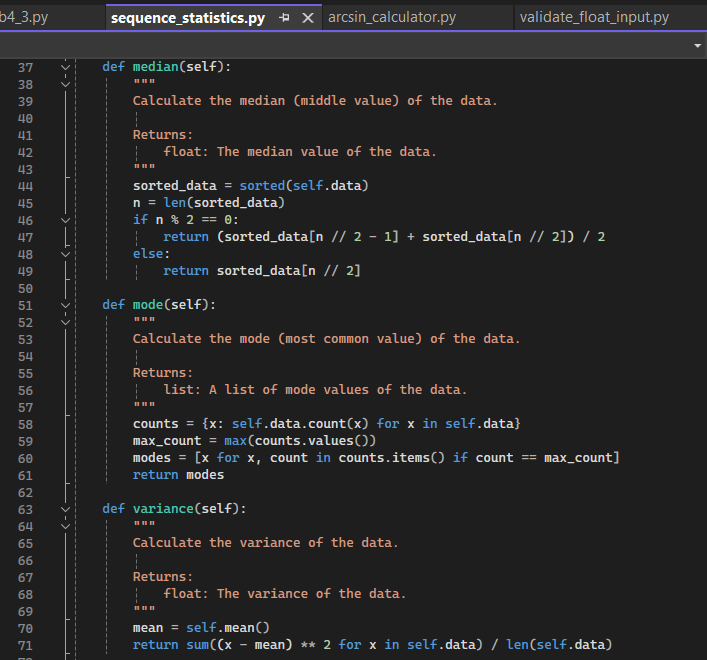 b4_3.py sequence_statistics.py arcsin_calculator.py validate_float_input.py
37 def median(self):
38 """
39 Calculate the median (middle value) of the data.
40
41 Returns:
42 float: The median value of the data.
43 """
44 sorted_data = sorted(self.data)
45 n = len(sorted_data)
46 if n % 2 == 0:
47 return (sorted_data[n // 2 - 1] + sorted_data[n // 2]) / 2
48 else:
49 return sorted_data[n // 2]
50
51 def mode(self):
52 """
53 Calculate the mode (most common value) of the data.
54
55 Returns:
56 list: A list of mode values of the data.
57 """
58 counts = {x: self.data.count(x) for x in self.data}
59 max_count = max(counts.values())
60 modes = [x for x, count in counts.items() if count == max_count]
61 return modes
62
63 def variance(self):
64 """
65 Calculate the variance of the data.
66
67 Returns:
68 float: The variance of the data.
69 """
70 mean = self.mean()
71 return sum((x - mean) ** 2 for x in self.data) / len(self.data)